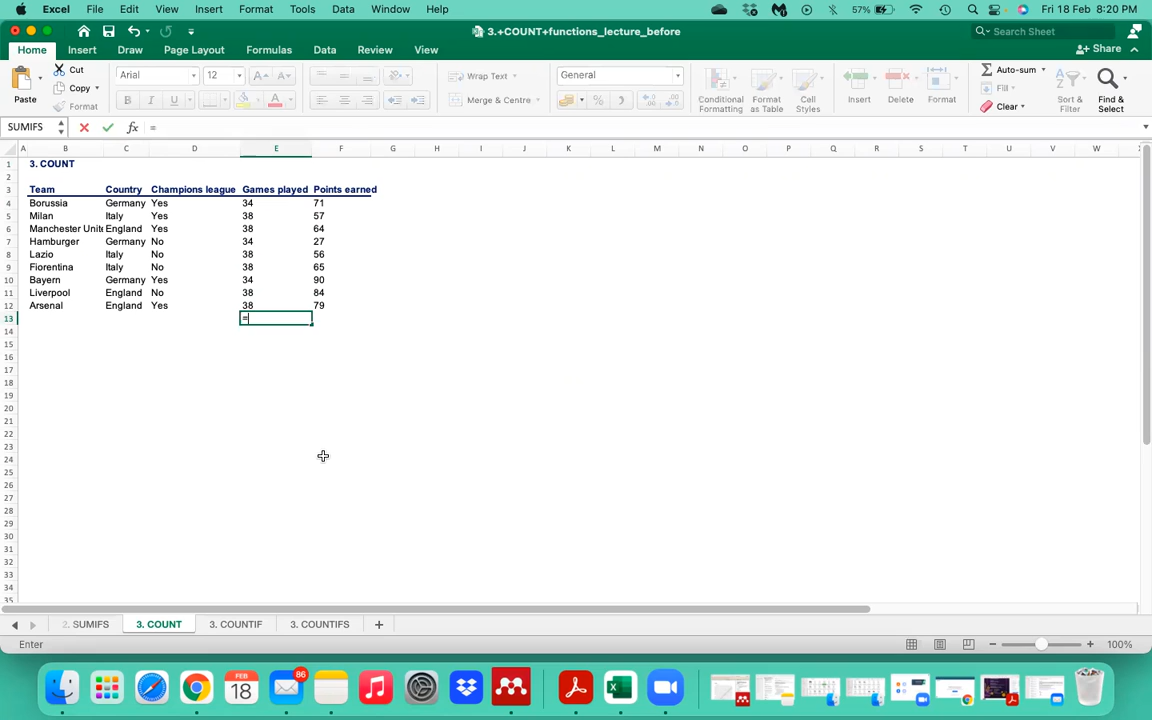 Excel File Edit View Insert Format Tools Data Window Help 57% Fri 18 Feb 8:20 PM
3.+COUNT+functions_lecture_before Search Sheet
Home Insert Draw Page Layout Formulas Data Review View Share
Paste Cut Copy Format Arial 12 Wrap Text Merge & Centre General Conditional Formatting Format as Table Cell Styles Insert Delete Format Auto-sum Fill Clear Sort & Filter Find & Select
SUMIFS fx =
A B C D E F G H I J K L M N O P Q R S T U V W
1 3. COUNT
2
3 Team Country Champions league Games played Points earned
4 Borussia Germany Yes 34 71
5 Milan Italy Yes 38 57
6 Manchester Unite England Yes 38 64
7 Hamburger Germany No 34 27
8 Lazio Italy No 38 56
9 Fiorentina Italy No 38 65
10 Bayern Germany Yes 34 90
11 Liverpool England No 38 84
12 Arsenal England Yes 38 79
13 =
14
15
16
17
18
19
20
21
22
23
24
25
26
27
28
29
30
31
32
33
34
35
2. SUMIFS 3. COUNT 3. COUNTIF 3. COUNTIFS
Enter 100%
FEB 18 86